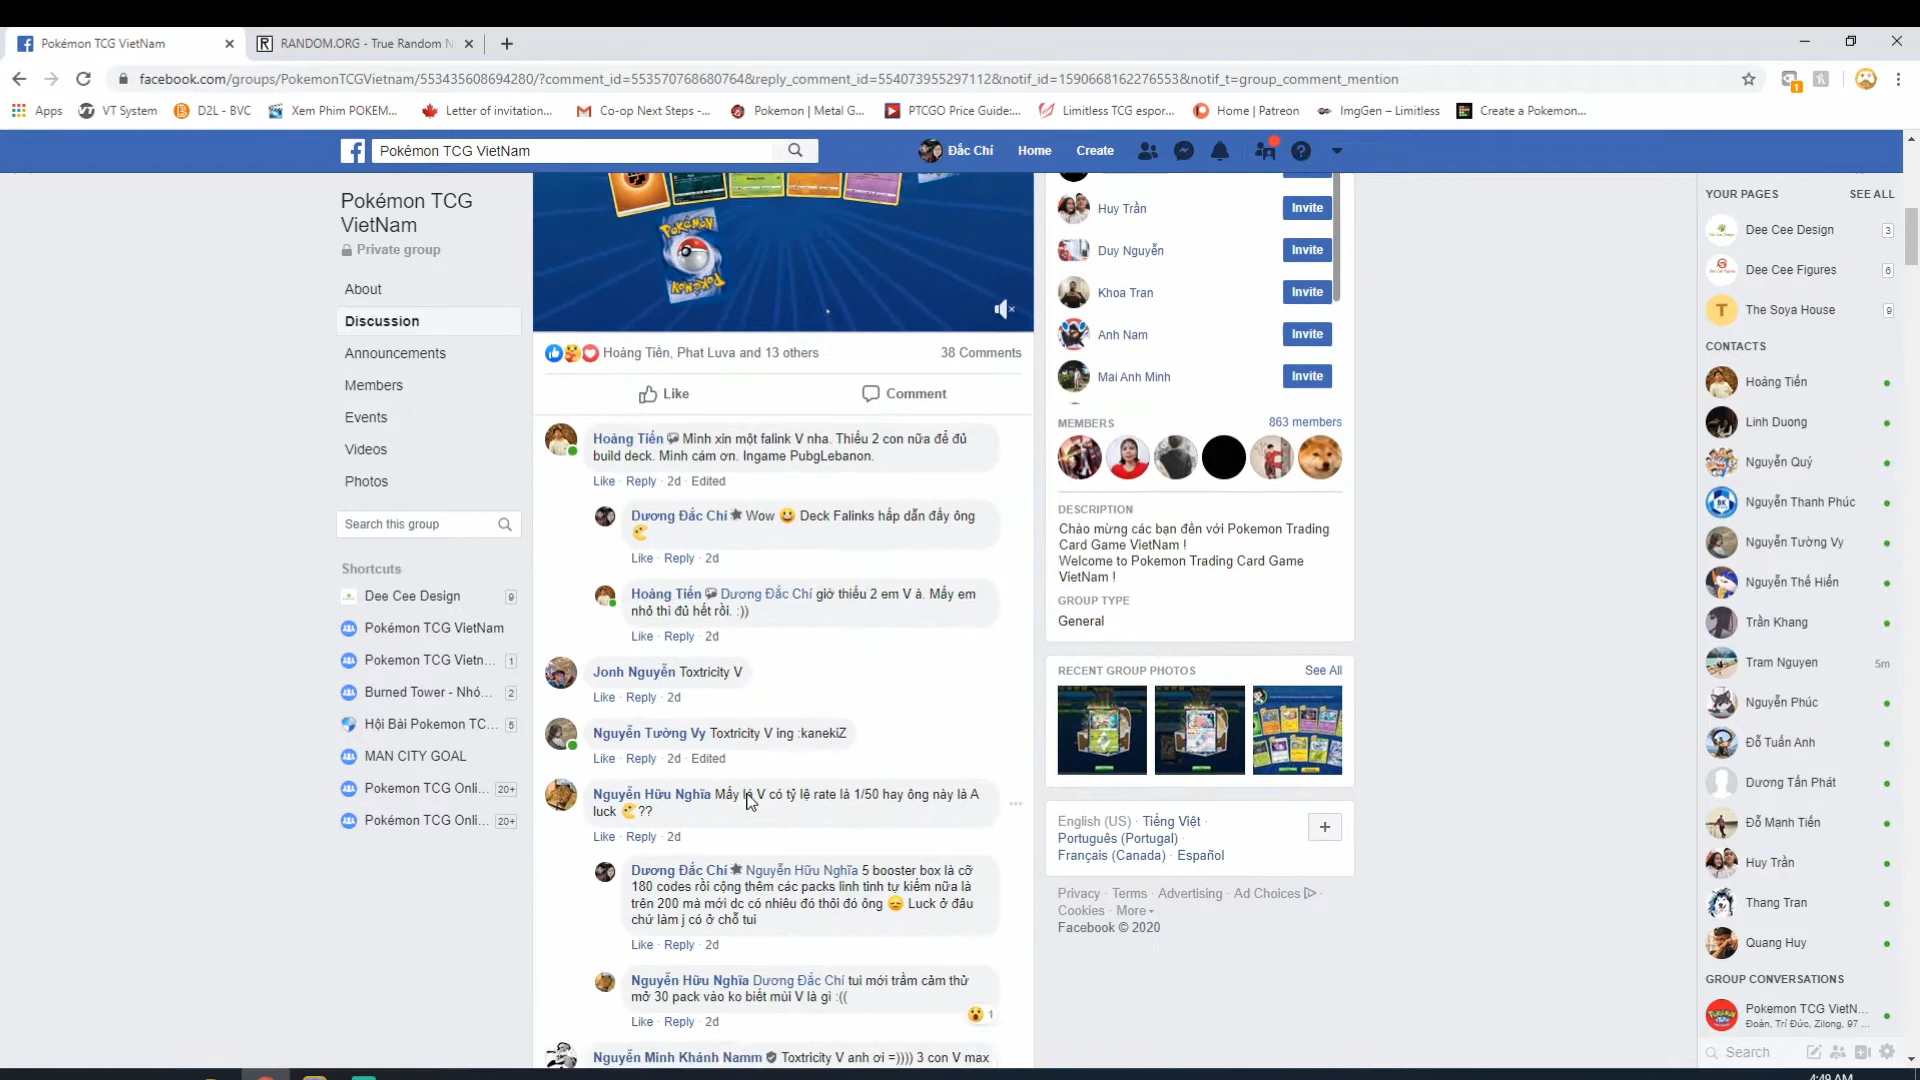 Pokémon TCG VietNam
RANDOM.ORG - True Random N
facebook.com/groups/PokemonTCGVietnam/553435608694280/?comment_id=553570768680764&reply_comment_id=554073955297112&notif_id=1590668162276553&notif_t=group_comment_mention
Apps
VT System
D2L - BVC
Xem Phim POKEM...
Letter of invitation...
Co-op Next Steps -...
Pokemon | Metal G...
PTCGO Price Guide:...
Limitless TCG espor...
Home | Patreon
ImgGen – Limitless
Create a Pokemon...
Pokémon TCG VietNam
Đắc Chí
Home
Create
Pokémon TCG
VietNam
Private group
About
Discussion
Announcements
Members
Events
Videos
Photos
Search this group
Shortcuts
Dee Cee Design 9
Pokémon TCG VietNam
Pokemon TCG Vietn... 1
Burned Tower - Nhó... 2
Hội Bài Pokemon TC... 5
MAN CITY GOAL
Pokemon TCG Onli... 20+
Pokémon TCG Onli... 20+
Hoàng Tiến, Phat Luva and 13 others
38 Comments
Like
Comment
Hoàng Tiến Mình xin một falink V nha. Thiếu 2 con nữa để đủ
build deck. Mình cám ơn. Ingame PubgLebanon.
Like · Reply · 2d · Edited
Dương Đắc Chí Wow Deck Falinks hấp dẫn đấy ông
Like · Reply · 2d
Hoàng Tiến Dương Đắc Chí giờ thiếu 2 em V à. Mấy em
nhỏ thì đủ hết rồi. :))
Like · Reply · 2d
Jonh Nguyễn Toxtricity V
Like · Reply · 2d
Nguyễn Tường Vy Toxtricity V ing :kanekiZ
Like · Reply · 2d · Edited
Nguyễn Hữu Nghĩa Mấy lá V có tỷ lệ rate là 1/50 hay ông này là A
luck ??
Like · Reply · 2d
Dương Đắc Chí Nguyễn Hữu Nghĩa 5 booster box là cỡ
180 codes rồi cộng thêm các packs linh tinh tự kiếm nữa là
trên 200 mà mới dc có nhiêu đó thôi đó ông Luck ở đâu
chứ làm j có ở chỗ tui
Like · Reply · 2d
Nguyễn Hữu Nghĩa Dương Đắc Chí tui mới trầm cảm thử
mở 30 pack vào ko biết mùi V là gì :((
1
Like · Reply · 2d
Nguyễn Minh Khánh Namm Toxtricity V anh ơi =)))) 3 con V max
Huy Trần Invite
Duy Nguyễn Invite
Khoa Tran Invite
Anh Nam Invite
Mai Anh Minh Invite
MEMBERS
863 members
DESCRIPTION
Chào mừng các bạn đến với Pokemon Trading
Card Game VietNam !
Welcome to Pokemon Trading Card Game
VietNam !
GROUP TYPE
General
RECENT GROUP PHOTOS
See All
English (US) · Tiếng Việt ·
Português (Portugal) ·
Français (Canada) · Español
Privacy · Terms · Advertising · Ad Choices ·
Cookies · More
Facebook © 2020
YOUR PAGES
SEE ALL
Dee Cee Design 3
Dee Cee Figures 6
T The Soya House 9
CONTACTS
Hoàng Tiến
Linh Duong
Nguyễn Quý
Nguyễn Thanh Phúc
Nguyễn Tường Vy
Nguyễn Thế Hiển
Trần Khang
Tram Nguyen 5m
Nguyễn Phúc
Đỗ Tuấn Anh
Dương Tấn Phát
Đỗ Mạnh Tiến
Huy Trần
Thang Tran
Quang Huy
GROUP CONVERSATIONS
Pokemon TCG VietN...
Đoàn, Trí Đức, Zilong, 97 ...
Search
4:49 AM